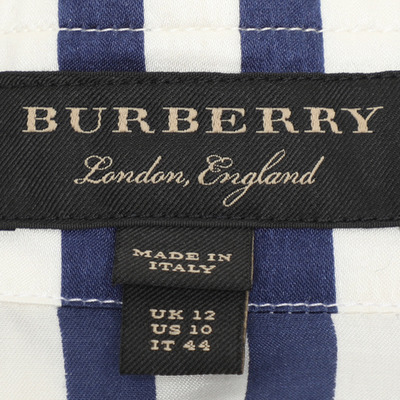 BURBERRY
London, England
MADE IN
ITALY
UK 12
US 10
IT 44